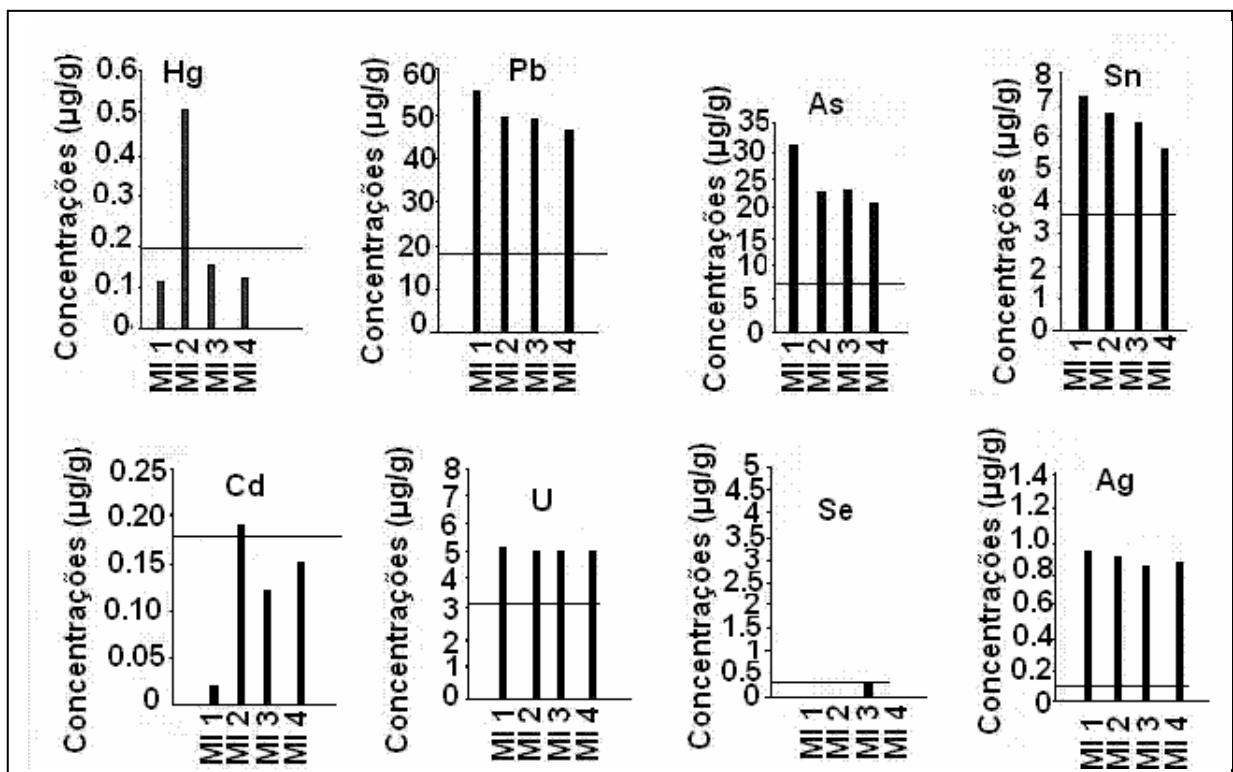 Hg
Concentrações (µg/g)
0.6
0.5
0.4
0.3
0.2
0.1
0.
MI 1
MI 2
MI 3
MI 4
Pb
Concentrações (µg/g)
60
50
40
30
20
10
0
MI 1
MI 2
MI 3
MI 4
As
Concentrações (µg/g)
35
30
25
20
15
10
5
0
MI 1
MI 2
MI 3
MI 4
Sn
Concentrações (µg/g)
8
7
6
5
4
3
2
1
0
MI 1
MI 2
MI 3
MI 4
Cd
Concentrações (µg/g)
0.25
0.20
0.15
0.10
0.05
0
MI 1
MI 2
MI 3
MI 4
U
Concentrações (µg/g)
8
7
6
5
4
3
2
1
0
MI 1
MI 2
MI 3
MI 4
Se
Concentrações (µg/g)
5
4.5
4
3.5
3
2.5
2
1.5
1
0.5
0
MI 1
MI 2
MI 3
MI 4
Ag
Concentrações (µg/g)
1.4
1.2
1.0
0.8
0.6
0.4
0.2
0
MI 1
MI 2
MI 3
MI 4